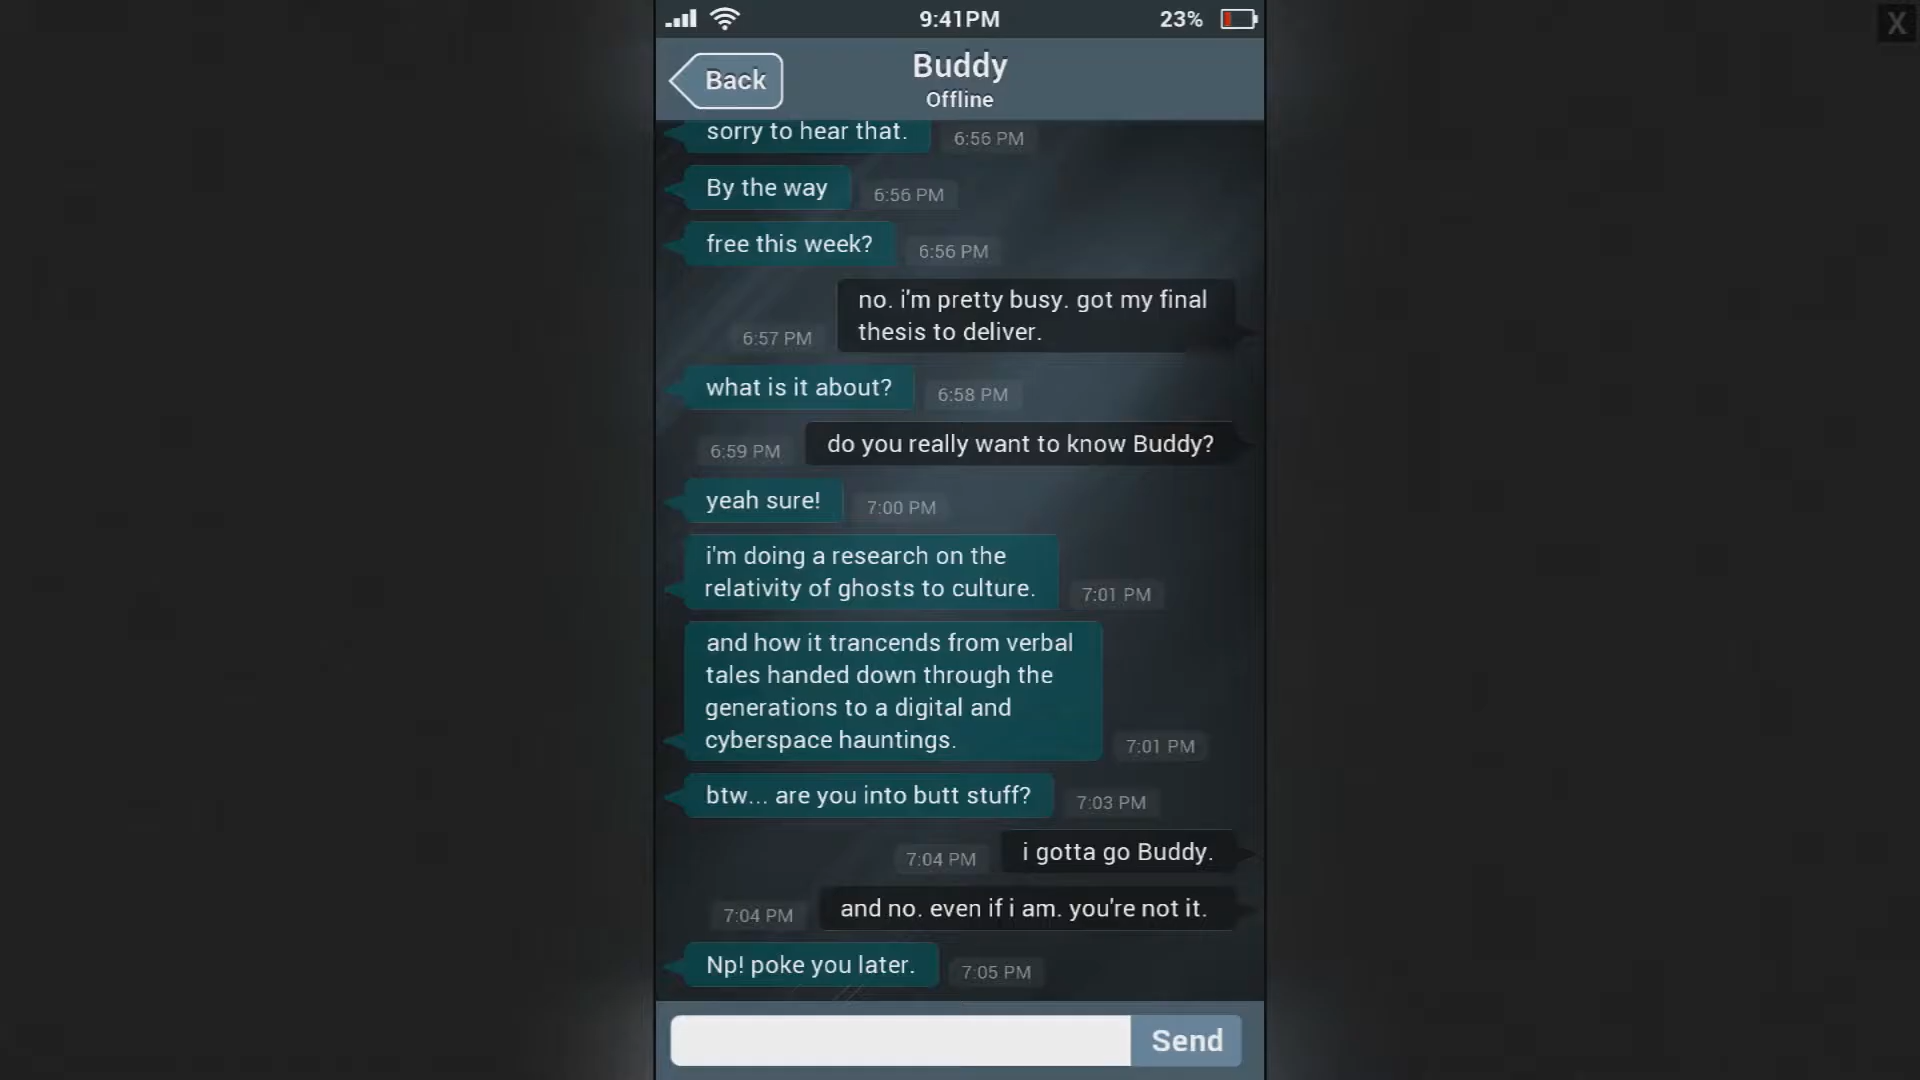 9:41PM
23%
X
Back
Buddy
Offline
sorry to hear that.
6:56 PM
By the way
6:56 PM
free this week?
6:56 PM
no. i'm pretty busy. got my final
thesis to deliver.
6:57 PM
what is it about?
6:58 PM
do you really want to know Buddy?
6:59 PM
yeah sure!
7:00 PM
i'm doing a research on the
relativity of ghosts to culture.
7:01 PM
and how it trancends from verbal
tales handed down through the
generations to a digital and
cyberspace hauntings.
7:01 PM
btw... are you into butt stuff?
7:03 PM
i gotta go Buddy.
7:04 PM
and no. even if i am. you're not it.
7:04 PM
Np! poke you later.
7:05 PM
Send